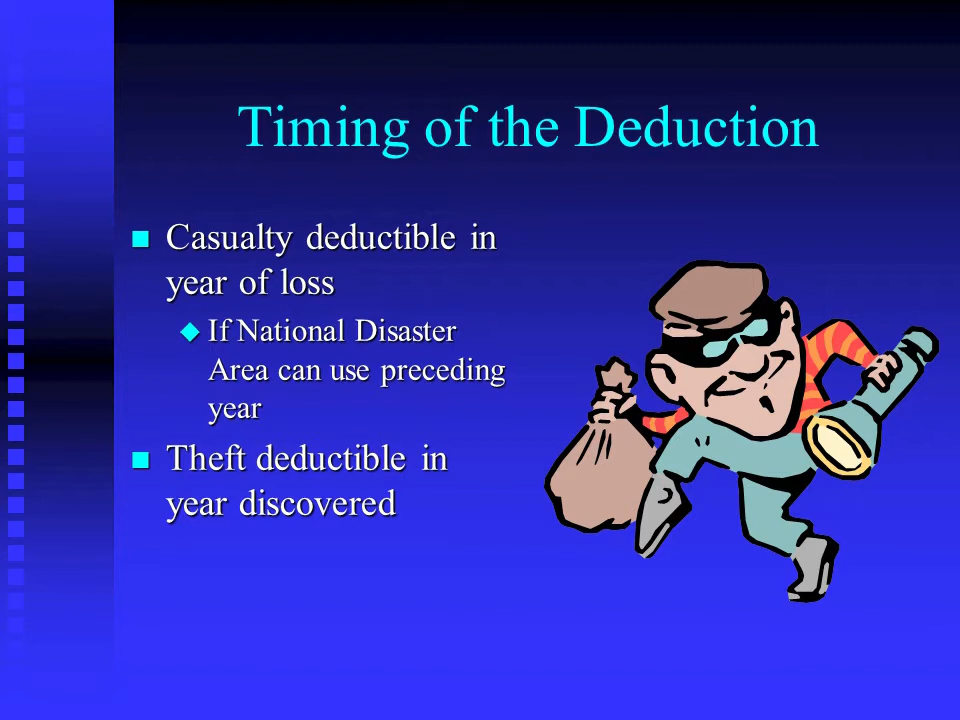 Timing of the Deduction
Casualty deductible in
year of loss
If National Disaster
Area can use preceding
year
Theft deductible in
year discovered